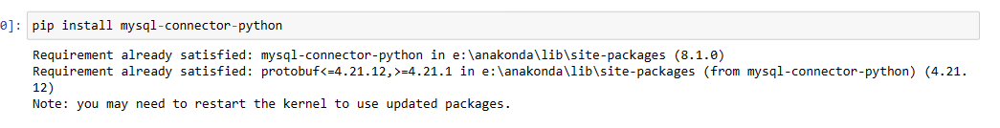 0]: pip install mysql-connector-python
Requirement already satisfied: mysql-connector-python in e:\anakonda\lib\site-packages (8.1.0)
Requirement already satisfied: protobuf<=4.21.12,>=4.21.1 in e:\anakonda\lib\site-packages (from mysql-connector-python) (4.21.
12)
Note: you may need to restart the kernel to use updated packages.